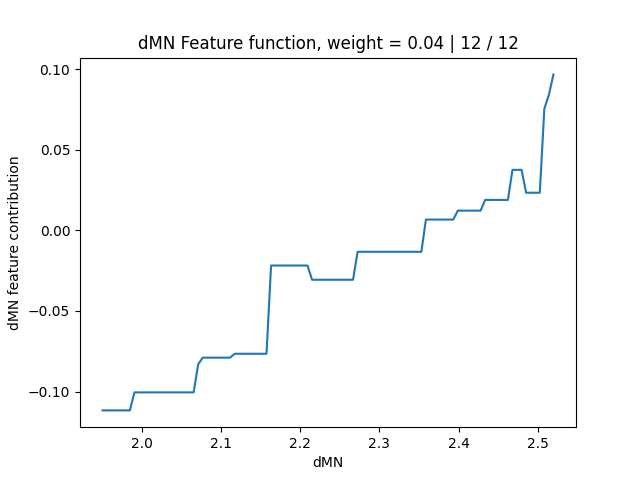 dMN Feature function, weight = 0.04 | 12 / 12
0.10
0.05
0.00
−0.05
−0.10
dMN feature contribution
2.0 2.1 2.2 2.3 2.4 2.5
dMN